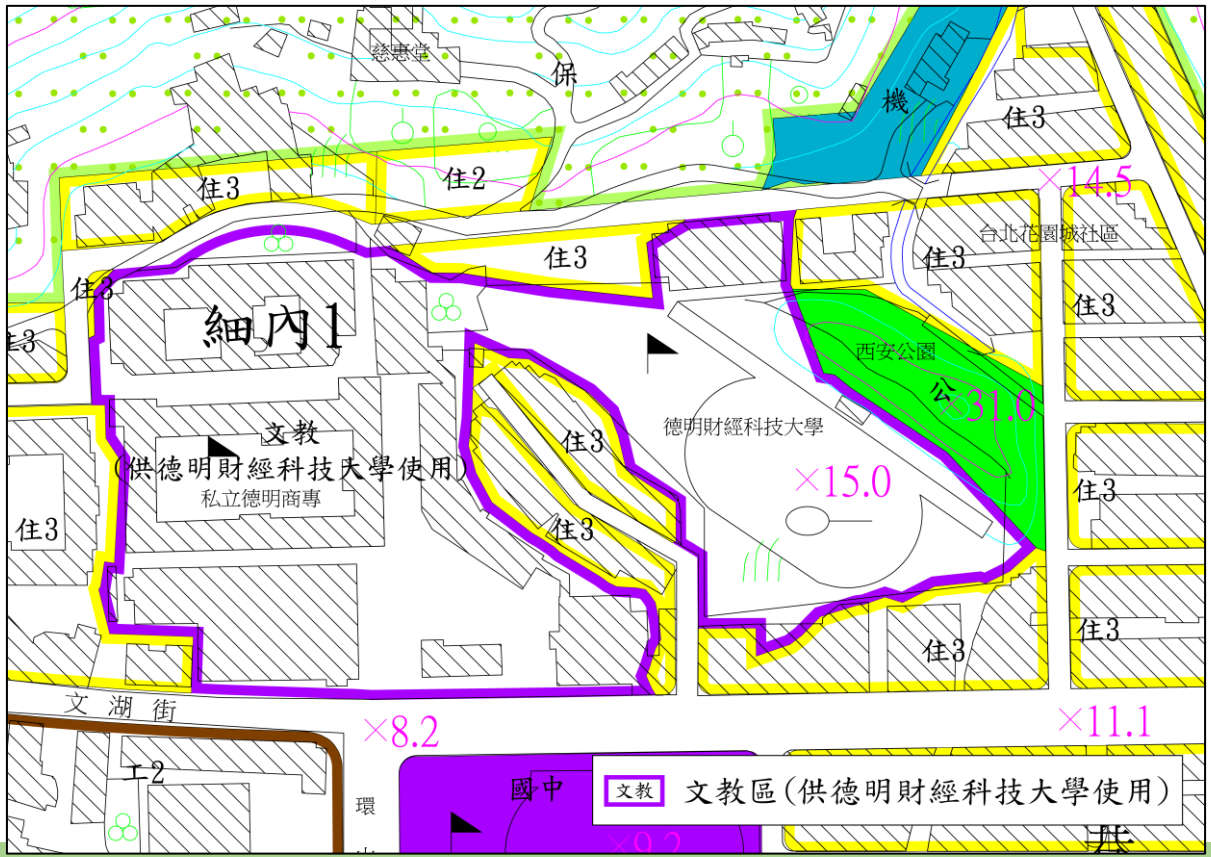 慈惠堂
保
機
住3
住3
住2
×14.5
台北花園城社區
住3
住3
住3
住3
住3
細內1
西安公園
公
×31.0
德明財經科技大學
文教
(供德明財經科技大學使用)
私立德明商專
住3
×15.0
住3
住3
住3
住3
住3
文湖街
×8.2
×11.1
工2
國中
環
文教 文教區(供德明財經科技大學使用)
×9.2